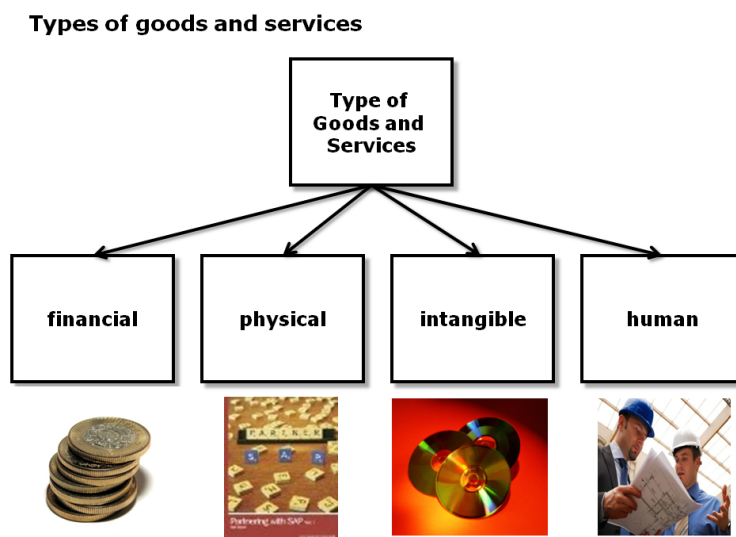 Types of goods and services
Type of
Goods and
Services
financial
physical
intangible
human
PARTNER
S A P
Partnering with SAP